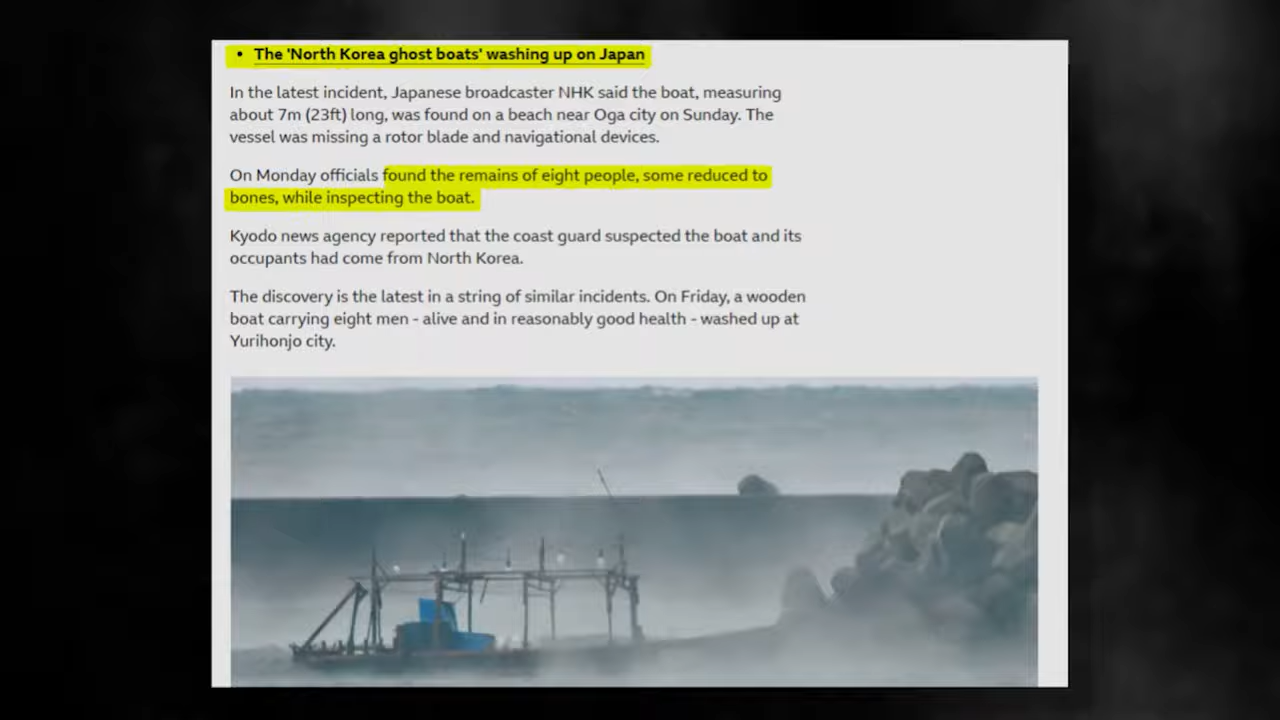 • The 'North Korea ghost boats' washing up on Japan
In the latest incident, Japanese broadcaster NHK said the boat, measuring
about 7m (23ft) long, was found on a beach near Oga city on Sunday. The
vessel was missing a rotor blade and navigational devices.
On Monday officials found the remains of eight people, some reduced to
bones, while inspecting the boat.
Kyodo news agency reported that the coast guard suspected the boat and its
occupants had come from North Korea.
The discovery is the latest in a string of similar incidents. On Friday, a wooden
boat carrying eight men - alive and in reasonably good health - washed up at
Yurihonjo city.